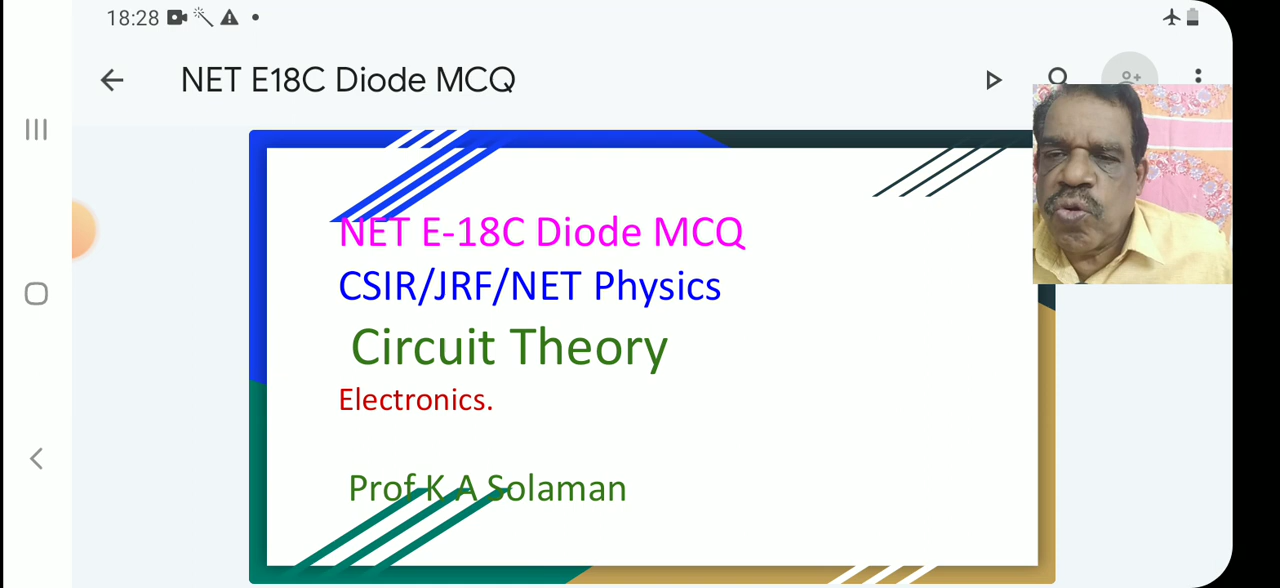 18:28
NET E18C Diode MCQ
NET E-18C Diode MCQ
CSIR/JRF/NET Physics
Circuit Theory
Electronics.
Prof K A Solaman